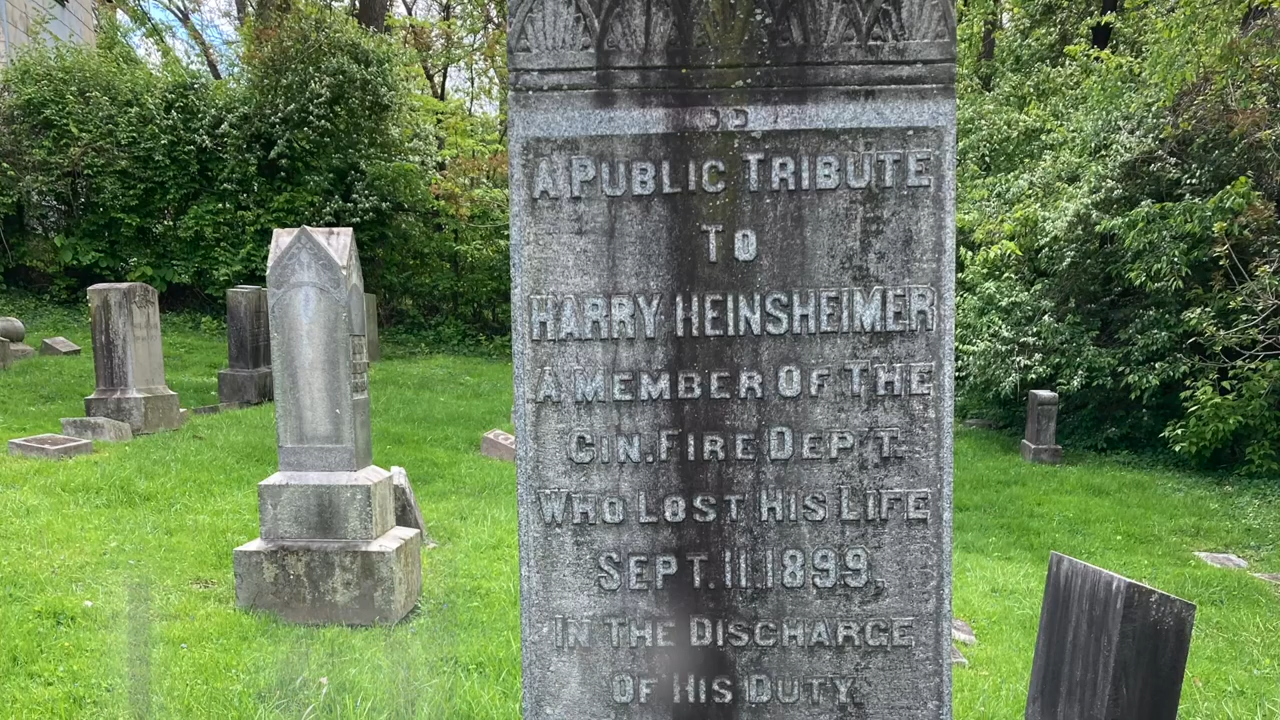 A PUBLIC TRIBUTE
TO
HARRY HEINSHEIMER
A MEMBER OF THE
CIN. FIRE DEP'T.
WHO LOST HIS LIFE
SEPT. 11. 1899,
IN THE DISCHARGE
OF HIS DUTY.